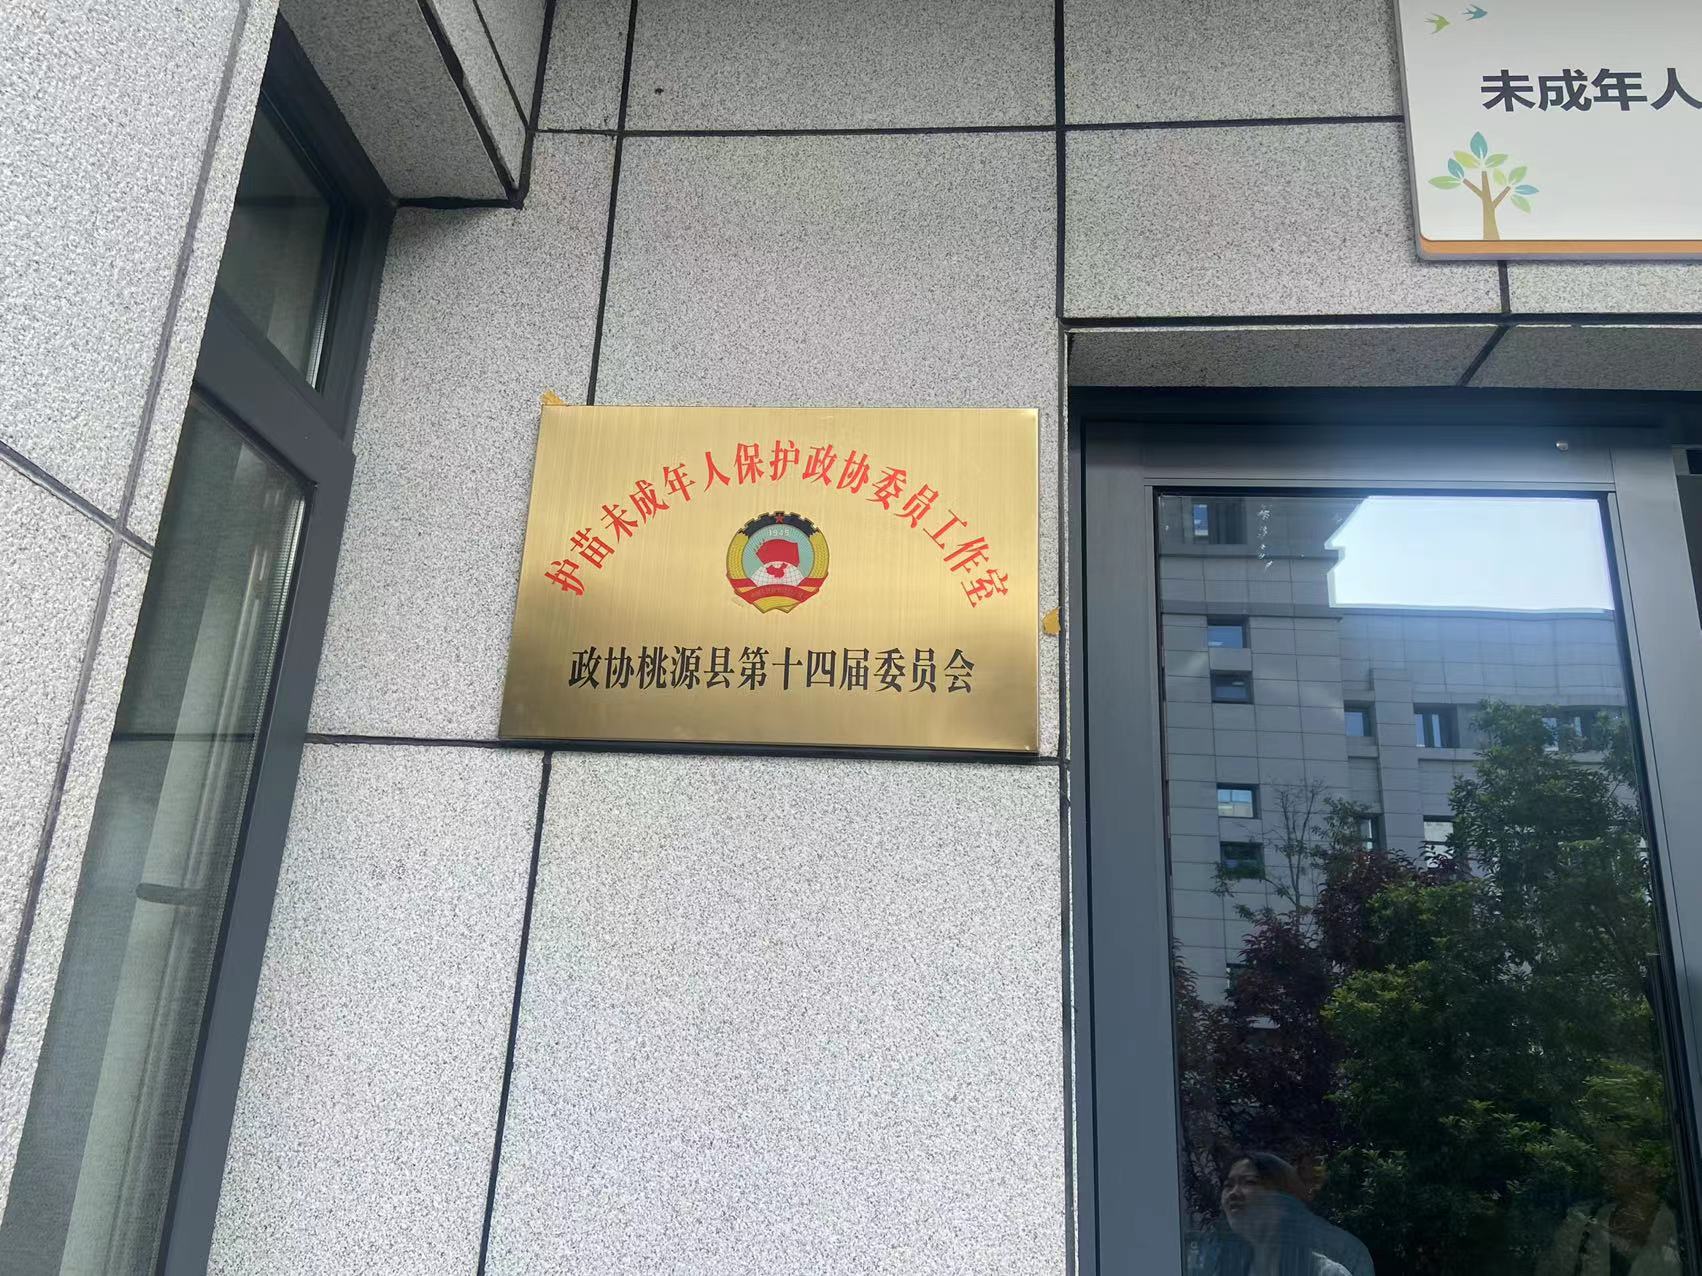 未成年人
护苗未成年人保护政协委员工作室
1949
政协桃源县第十四届委员会